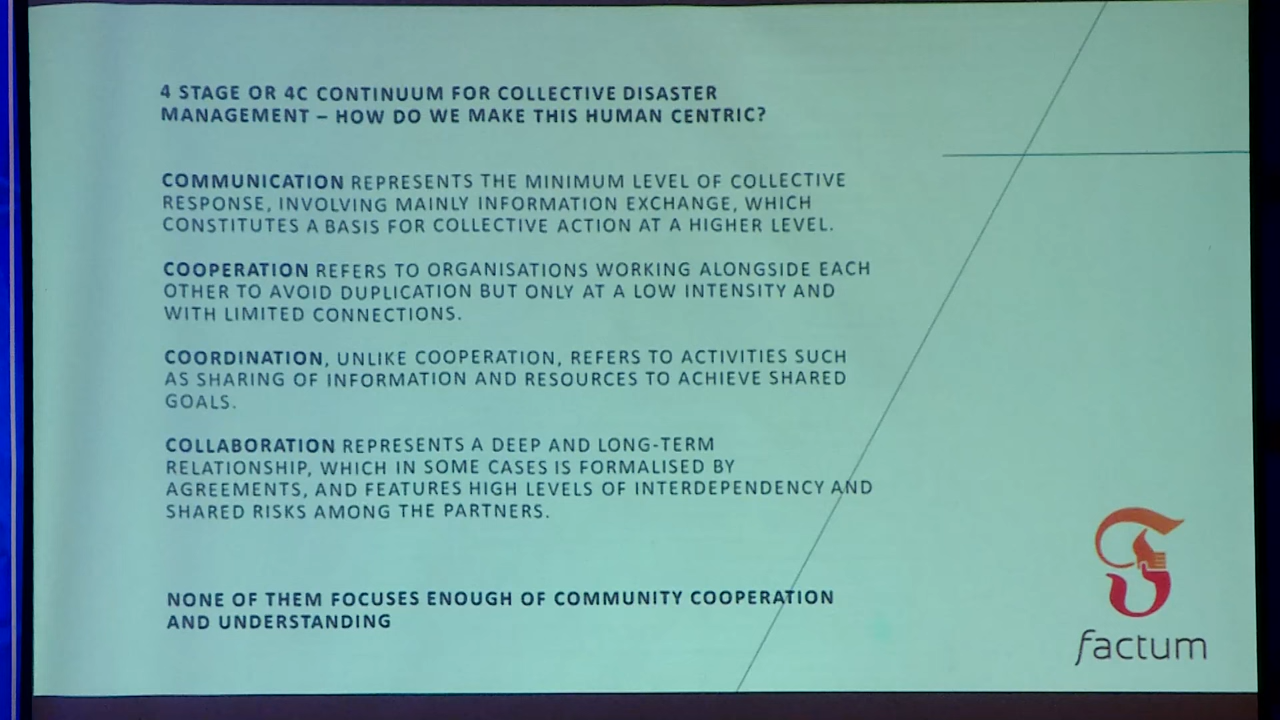 4 STAGE OR 4C CONTINUUM FOR COLLECTIVE DISASTER
MANAGEMENT – HOW DO WE MAKE THIS HUMAN CENTRIC?
COMMUNICATION REPRESENTS THE MINIMUM LEVEL OF COLLECTIVE
RESPONSE, INVOLVING MAINLY INFORMATION EXCHANGE, WHICH
CONSTITUTES A BASIS FOR COLLECTIVE ACTION AT A HIGHER LEVEL.
COOPERATION REFERS TO ORGANISATIONS WORKING ALONGSIDE EACH
OTHER TO AVOID DUPLICATION BUT ONLY AT A LOW INTENSITY AND
WITH LIMITED CONNECTIONS.
COORDINATION, UNLIKE COOPERATION, REFERS TO ACTIVITIES SUCH
AS SHARING OF INFORMATION AND RESOURCES TO ACHIEVE SHARED
GOALS.
COLLABORATION REPRESENTS A DEEP AND LONG-TERM
RELATIONSHIP, WHICH IN SOME CASES IS FORMALISED BY
AGREEMENTS, AND FEATURES HIGH LEVELS OF INTERDEPENDENCY AND
SHARED RISKS AMONG THE PARTNERS.
NONE OF THEM FOCUSES ENOUGH OF COMMUNITY COOPERATION
AND UNDERSTANDING
factum